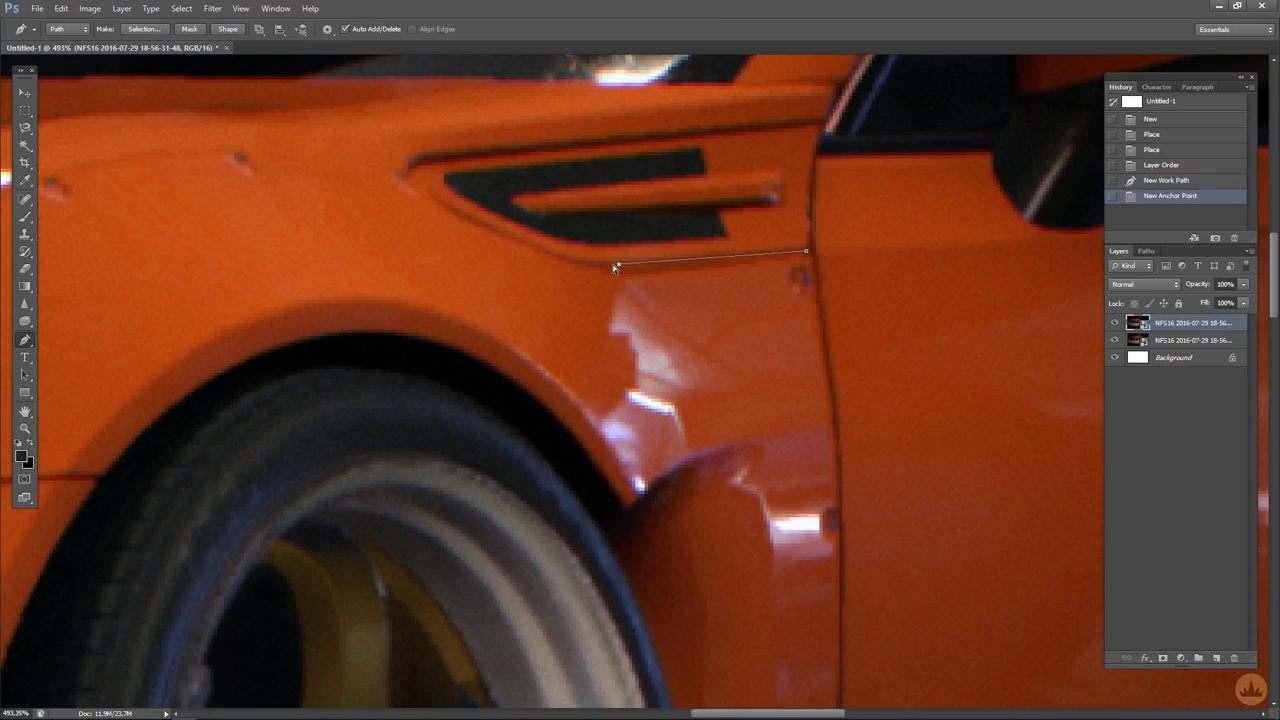 Ps File Edit Image Layer Type Select Filter View Window Help
Path Make: Selection... Mask Shape Auto Add/Delete Align Edges Essentials
Untitled-1 @ 493% (NFS16 2016-07-29 18-56-31-48, RGB/16) * ×
History Character Paragraph
Untitled-1
New
Place
Place
Layer Order
New Work Path
New Anchor Point
Layers Paths
Kind
Normal Opacity: 100%
Lock: Fill: 100%
NFS16 2016-07-29 18-56...
NFS16 2016-07-29 18-56...
Background
493,35% Doc: 11,9M/23,7M